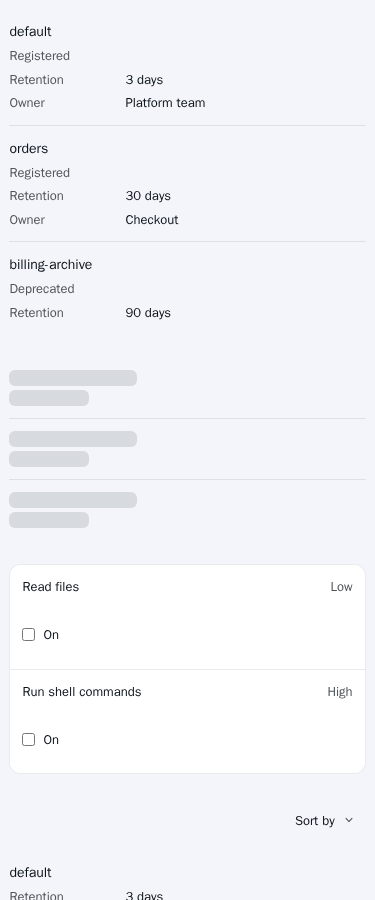 default
Registered
Retention 3 days
Owner Platform team
orders
Registered
Retention 30 days
Owner Checkout
billing-archive
Deprecated
Retention 90 days
Read files Low
On
Run shell commands High
On
Sort by
default
Retention 3 days